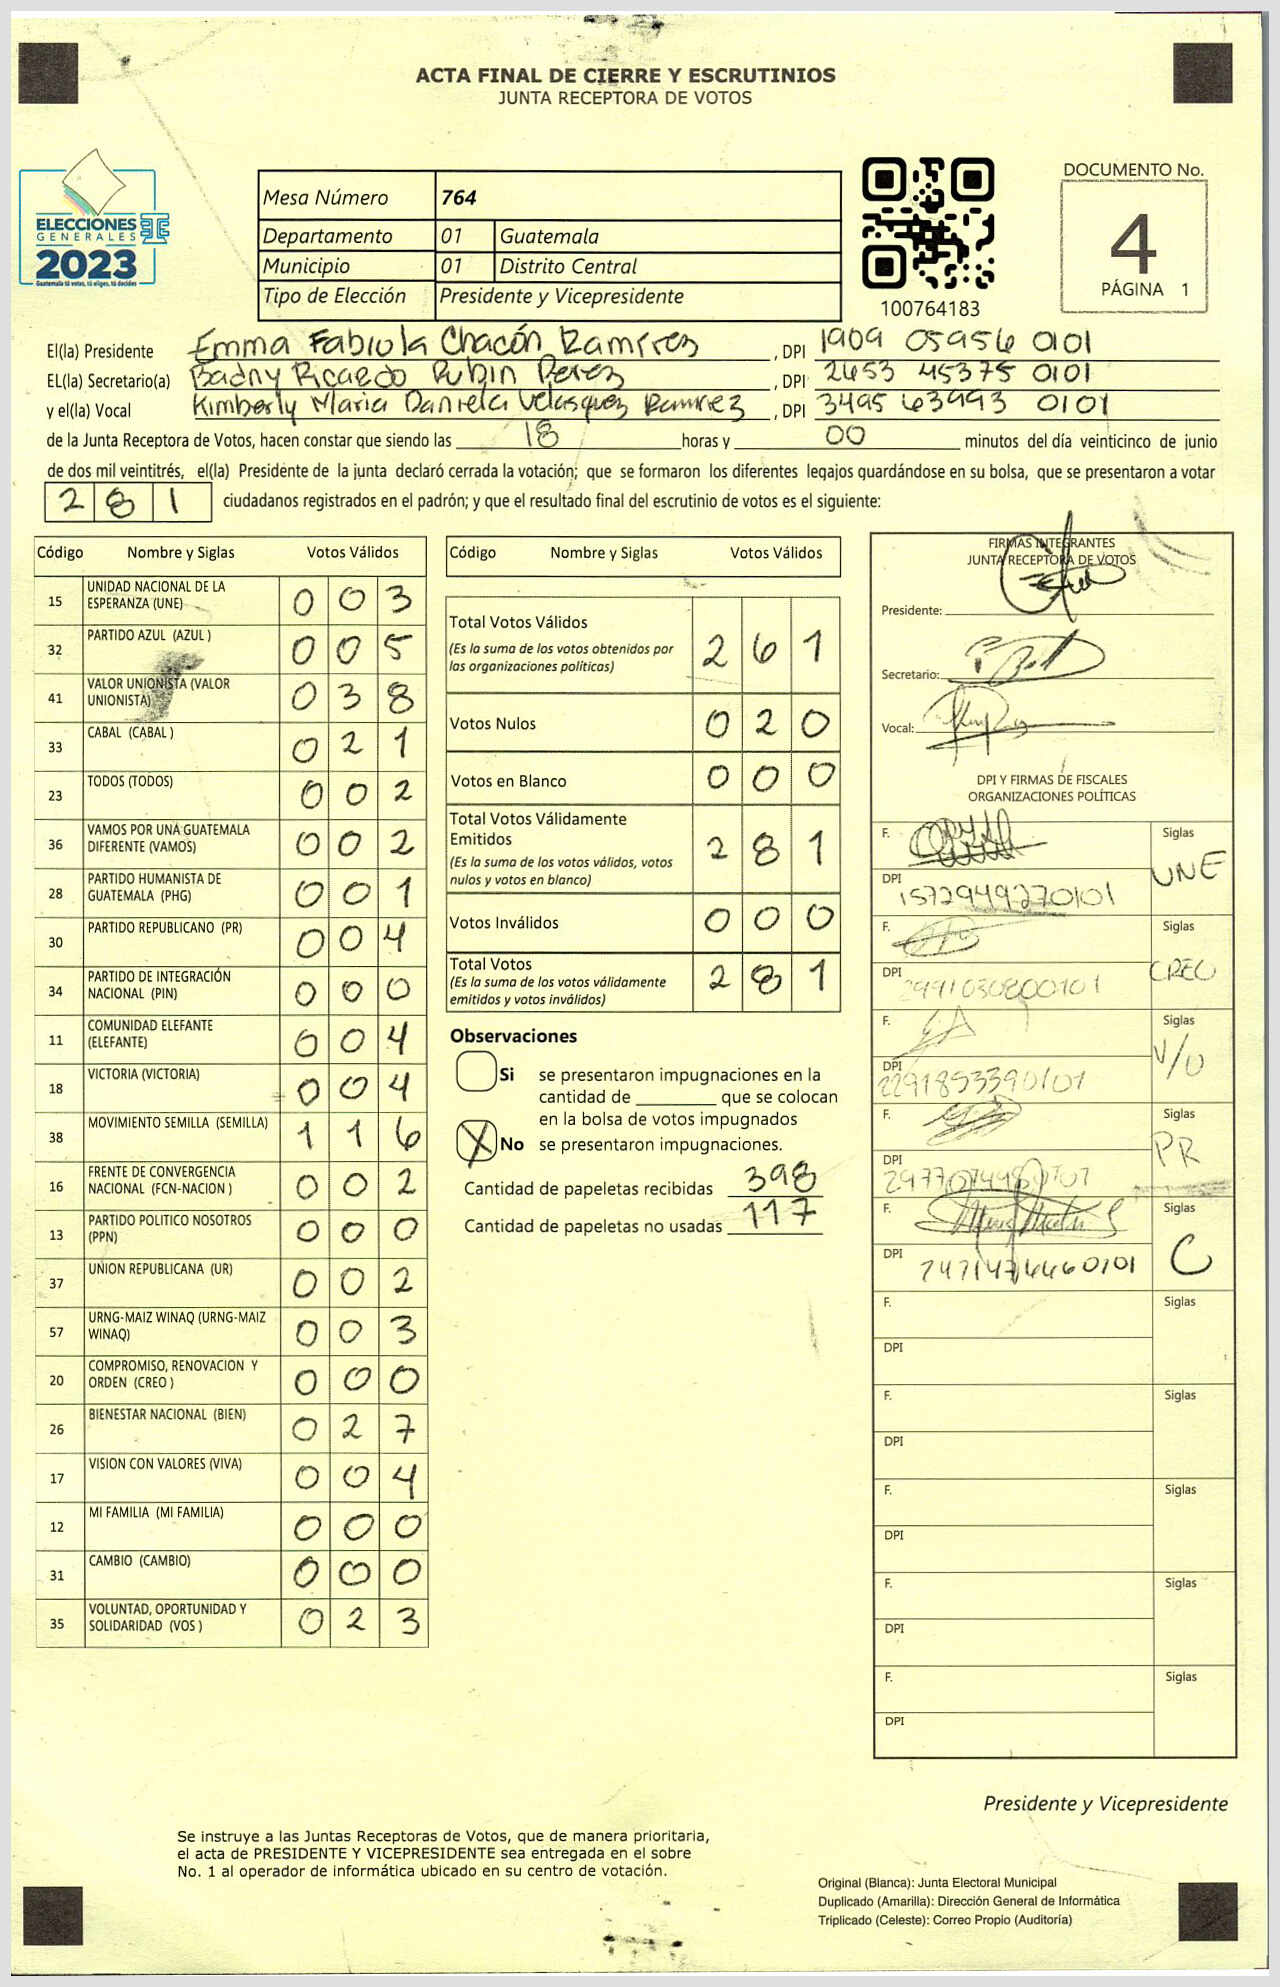 ACTA FINAL DE CIERRE Y ESCRUTINIOS
JUNTA RECEPTORA DE VOTOS
ELECCIONES
GENERALES
2023
Guatemala tú votas, tú eliges, tú decides
Mesa Número 764
Departamento 01 Guatemala
Municipio 01 Distrito Central
Tipo de Elección Presidente y Vicepresidente
100764183
DOCUMENTO No.
4
PÁGINA 1
El(la) Presidente Emma Fabiola Chacón Ramírez, DPI 1909 05956 0101
EL(la) Secretario(a) Badny Ricardo Rubin Perez, DPI 2453 45375 0101
y el(la) Vocal Kimberly Maria Daniela Velasquez Ramirez, DPI 3495 63993 0101
de la Junta Receptora de Votos, hacen constar que siendo las 18 horas y 00 minutos del día veinticinco de junio
de dos mil veintitrés, el(la) Presidente de la junta declaró cerrada la votación; que se formaron los diferentes legajos guardándose en su bolsa, que se presentaron a votar
281 ciudadanos registrados en el padrón; y que el resultado final del escrutinio de votos es el siguiente:
Código Nombre y Siglas Votos Válidos
15 UNIDAD NACIONAL DE LA ESPERANZA (UNE) 0 0 3
32 PARTIDO AZUL (AZUL ) 0 0 5
41 VALOR UNIONISTA (VALOR UNIONISTA) 0 3 8
33 CABAL (CABAL ) 0 2 1
23 TODOS (TODOS) 0 0 2
36 VAMOS POR UNA GUATEMALA DIFERENTE (VAMOS) 0 0 2
28 PARTIDO HUMANISTA DE GUATEMALA (PHG) 0 0 1
30 PARTIDO REPUBLICANO (PR) 0 0 4
34 PARTIDO DE INTEGRACIÓN NACIONAL (PIN) 0 0 0
11 COMUNIDAD ELEFANTE (ELEFANTE) 0 0 4
18 VICTORIA (VICTORIA) 0 0 4
38 MOVIMIENTO SEMILLA (SEMILLA) 1 1 6
16 FRENTE DE CONVERGENCIA NACIONAL (FCN-NACION ) 0 0 2
13 PARTIDO POLITICO NOSOTROS (PPN) 0 0 0
37 UNION REPUBLICANA (UR) 0 0 2
57 URNG-MAIZ WINAQ (URNG-MAIZ WINAQ) 0 0 3
20 COMPROMISO, RENOVACION Y ORDEN (CREO ) 0 0 0
26 BIENESTAR NACIONAL (BIEN) 0 2 7
17 VISION CON VALORES (VIVA) 0 0 4
12 MI FAMILIA (MI FAMILIA) 0 0 0
31 CAMBIO (CAMBIO) 0 0 0
35 VOLUNTAD, OPORTUNIDAD Y SOLIDARIDAD (VOS ) 0 2 3
Código Nombre y Siglas Votos Válidos
Total Votos Válidos 2 6 1
(Es la suma de los votos obtenidos por
las organizaciones políticas)
Votos Nulos 0 2 0
Votos en Blanco 0 0 0
Total Votos Válidamente
Emitidos 2 8 1
(Es la suma de los votos válidos, votos
nulos y votos en blanco)
Votos Inválidos 0 0 0
Total Votos 2 8 1
(Es la suma de los votos válidamente
emitidos y votos inválidos)
Observaciones
Si se presentaron impugnaciones en la
cantidad de ________ que se colocan
en la bolsa de votos impugnados
X No se presentaron impugnaciones.
Cantidad de papeletas recibidas 398
Cantidad de papeletas no usadas 117
FIRMAS INTEGRANTES
JUNTA RECEPTORA DE VOTOS
Presidente:
Secretario:
Vocal:
DPI Y FIRMAS DE FISCALES
ORGANIZACIONES POLÍTICAS
F. Siglas UNE
DPI 1572949270101
F. Siglas CREO
DPI 2991030800101
F. Siglas V/U
DPI 2291853390101
F. Siglas PR
DPI
F. Siglas C
DPI
F. Siglas
DPI
F. Siglas
DPI
F. Siglas
DPI
F. Siglas
DPI
F. Siglas
DPI
Presidente y Vicepresidente
Se instruye a las Juntas Receptoras de Votos, que de manera prioritaria,
el acta de PRESIDENTE Y VICEPRESIDENTE sea entregada en el sobre
No. 1 al operador de informática ubicado en su centro de votación.
Original (Blanca): Junta Electoral Municipal
Duplicado (Amarilla): Dirección General de Informática
Triplicado (Celeste): Correo Propio (Auditoría)